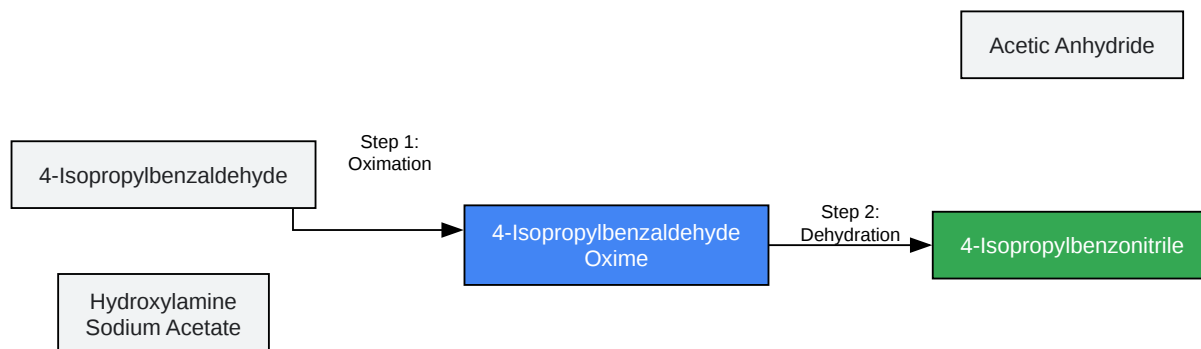 Acetic Anhydride
4-Isopropylbenzaldehyde
Step 1:
Oximation
4-Isopropylbenzaldehyde
Oxime
Step 2:
Dehydration
4-Isopropylbenzonitrile
Hydroxylamine
Sodium Acetate